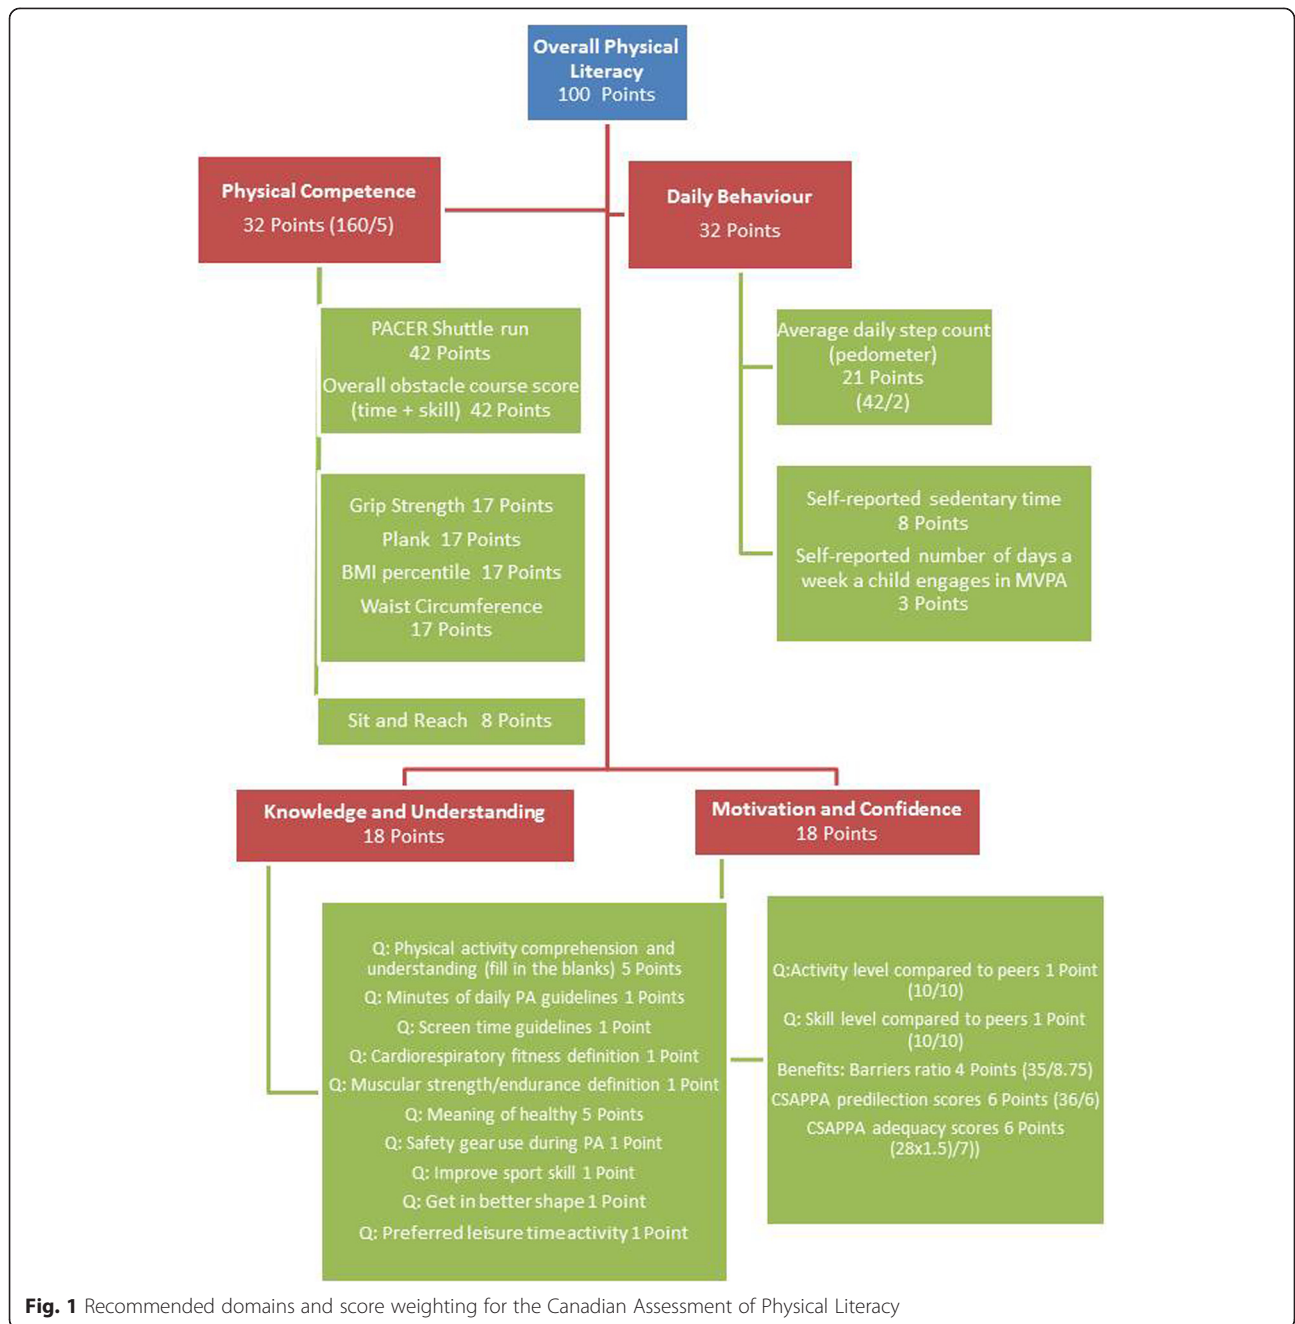 Overall Physical
Literacy
100 Points
Physical Competence
32 Points (160/5)
Daily Behaviour
32 Points
PACER Shuttle run
42 Points
Overall obstacle course score
(time + skill) 42 Points
Grip Strength 17 Points
Plank 17 Points
BMI percentile 17 Points
Waist Circumference
17 Points
Sit and Reach 8 Points
Average daily step count
(pedometer)
21 Points
(42/2)
Self-reported sedentary time
8 Points
Self-reported number of days a
week a child engages in MVPA
3 Points
Knowledge and Understanding
18 Points
Motivation and Confidence
18 Points
Q: Physical activity comprehension and
understanding (fill in the blanks) 5 Points
Q: Minutes of daily PA guidelines 1 Points
Q: Screen time guidelines 1 Point
Q: Cardiorespiratory fitness definition 1 Point
Q: Muscular strength/endurance definition 1 Point
Q: Meaning of healthy 5 Points
Q: Safety gear use during PA 1 Point
Q: Improve sport skill 1 Point
Q: Get in better shape 1 Point
Q: Preferred leisure time activity 1 Point
Q:Activity level compared to peers 1 Point
(10/10)
Q: Skill level compared to peers 1 Point
(10/10)
Benefits: Barriers ratio 4 Points (35/8.75)
CSAPPA predilection scores 6 Points (36/6)
CSAPPA adequacy scores 6 Points
(28x1.5)/7))
Fig. 1 Recommended domains and score weighting for the Canadian Assessment of Physical Literacy